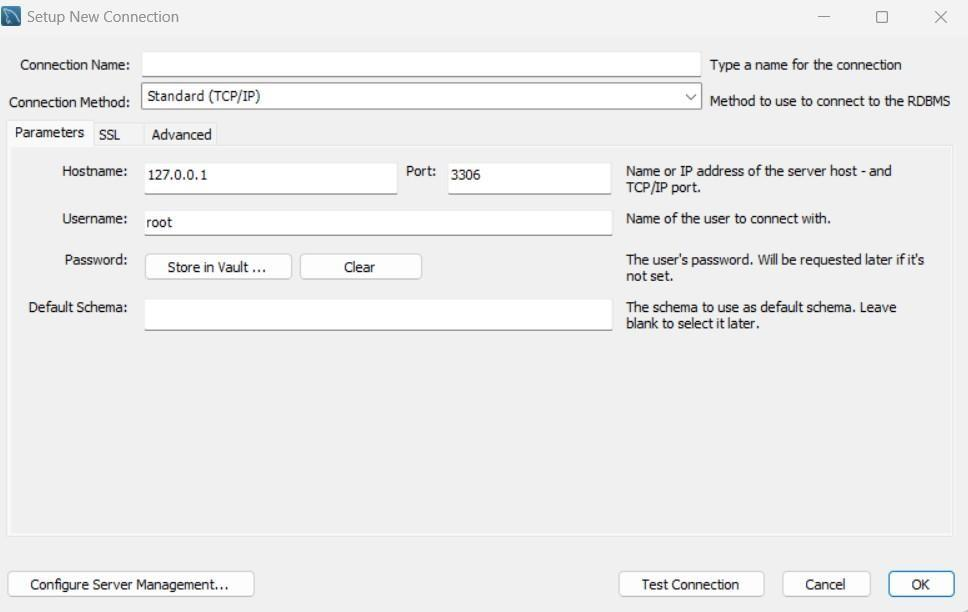 Setup New Connection
Connection Name:
Type a name for the connection
Connection Method: Standard (TCP/IP)
Method to use to connect to the RDBMS
Parameters SSL Advanced
Hostname: 127.0.0.1 Port: 3306
Name or IP address of the server host - and
TCP/IP port.
Username: root
Name of the user to connect with.
Password: Store in Vault ... Clear
The user's password. Will be requested later if it's
not set.
Default Schema:
The schema to use as default schema. Leave
blank to select it later.
Configure Server Management... Test Connection Cancel OK